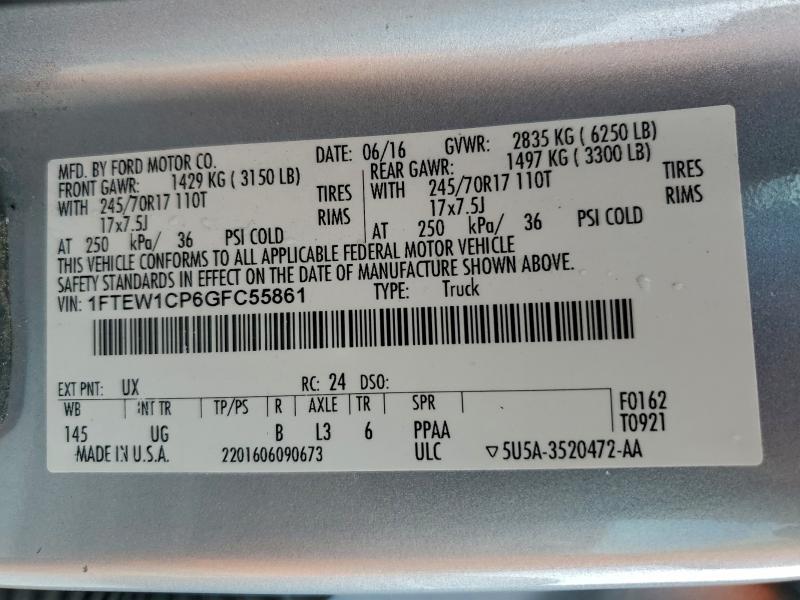 MFD. BY FORD MOTOR CO. DATE: 06/16 GVWR: 2835 KG ( 6250 LB)
FRONT GAWR: 1429 KG ( 3150 LB) REAR GAWR: 1497 KG ( 3300 LB)
WITH 245/70R17 110T TIRES WITH 245/70R17 110T TIRES
17x7.5J RIMS 17x7.5J RIMS
AT 250 kPa/ 36 PSI COLD AT 250 kPa/ 36 PSI COLD
THIS VEHICLE CONFORMS TO ALL APPLICABLE FEDERAL MOTOR VEHICLE
SAFETY STANDARDS IN EFFECT ON THE DATE OF MANUFACTURE SHOWN ABOVE.
VIN: 1FTEW1CP6GFC55861 TYPE: Truck
EXT PNT: UX RC: 24 DSO:
WB INT TR TP/PS R AXLE TR SPR F0162
145 UG B L3 6 PPAA T0921
MADE IN U.S.A. 2201606090673 ULC ▽5U5A-3520472-AA